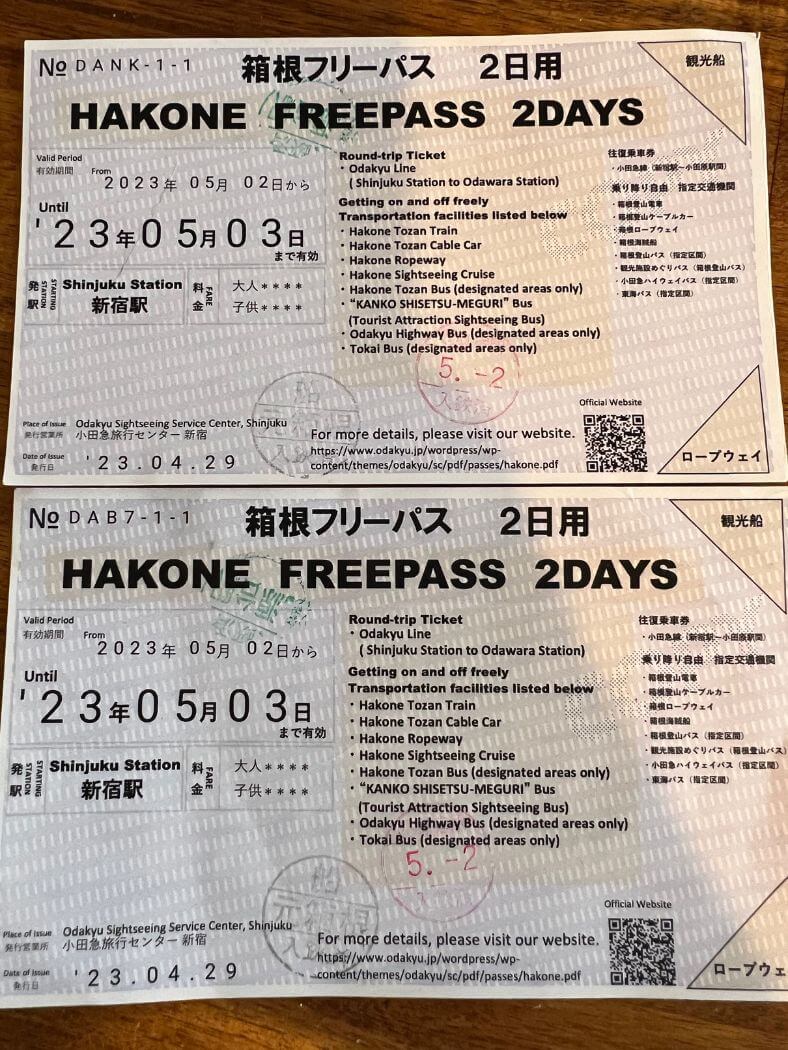 No DANK-1-1
箱根フリーパス 2日用
観光船
HAKONE FREEPASS 2DAYS
Valid Period
有効期間
From
2023年 05月 02日から
Until
'23年05月03日
まで有効
発駅
STARTING STATION
Shinjuku Station
新宿駅
料金
FARE
大人****
子供****
Round-trip Ticket
・Odakyu Line
(Shinjuku Station to Odawara Station)
Getting on and off freely
Transportation facilities listed below
・Hakone Tozan Train
・Hakone Tozan Cable Car
・Hakone Ropeway
・Hakone Sightseeing Cruise
・Hakone Tozan Bus (designated areas only)
・“KANKO SHISETSU-MEGURI” Bus
(Tourist Attraction Sightseeing Bus)
・Odakyu Highway Bus (designated areas only)
・Tokai Bus (designated areas only)
往復乗車券
・小田急線(新宿駅〜小田原駅間)
乗り降り自由 指定交通機関
・箱根登山電車
・箱根登山ケーブルカー
・箱根ロープウェイ
・箱根海賊船
・箱根登山バス(指定区間)
・観光施設めぐりバス(箱根登山バス)
・小田急ハイウェイバス(指定区間)
・東海バス(指定区間)
5.-2
Place of Issue
発行営業所
Odakyu Sightseeing Service Center, Shinjuku
小田急旅行センター 新宿
Date of Issue
発行日
'23.04.29
For more details, please visit our website.
https://www.odakyu.jp/wordpress/wp-
content/themes/odakyu/sc/pdf/passes/hakone.pdf
Official Website
ロープウェイ
No DAB7-1-1
箱根フリーパス 2日用
観光船
HAKONE FREEPASS 2DAYS
Valid Period
有効期間
From
2023年 05月 02日から
Until
'23年05月03日
まで有効
発駅
STARTING STATION
Shinjuku Station
新宿駅
料金
FARE
大人****
子供****
Round-trip Ticket
・Odakyu Line
(Shinjuku Station to Odawara Station)
Getting on and off freely
Transportation facilities listed below
・Hakone Tozan Train
・Hakone Tozan Cable Car
・Hakone Ropeway
・Hakone Sightseeing Cruise
・Hakone Tozan Bus (designated areas only)
・“KANKO SHISETSU-MEGURI” Bus
(Tourist Attraction Sightseeing Bus)
・Odakyu Highway Bus (designated areas only)
・Tokai Bus (designated areas only)
往復乗車券
・小田急線(新宿駅〜小田原駅間)
乗り降り自由 指定交通機関
・箱根登山電車
・箱根登山ケーブルカー
・箱根ロープウェイ
・箱根海賊船
・箱根登山バス(指定区間)
・観光施設めぐりバス(箱根登山バス)
・小田急ハイウェイバス(指定区間)
・東海バス(指定区間)
5.-2
Place of Issue
発行営業所
Odakyu Sightseeing Service Center, Shinjuku
小田急旅行センター 新宿
Date of Issue
発行日
'23.04.29
For more details, please visit our website.
https://www.odakyu.jp/wordpress/wp-
content/themes/odakyu/sc/pdf/passes/hakone.pdf
Official Website
ロープウェ